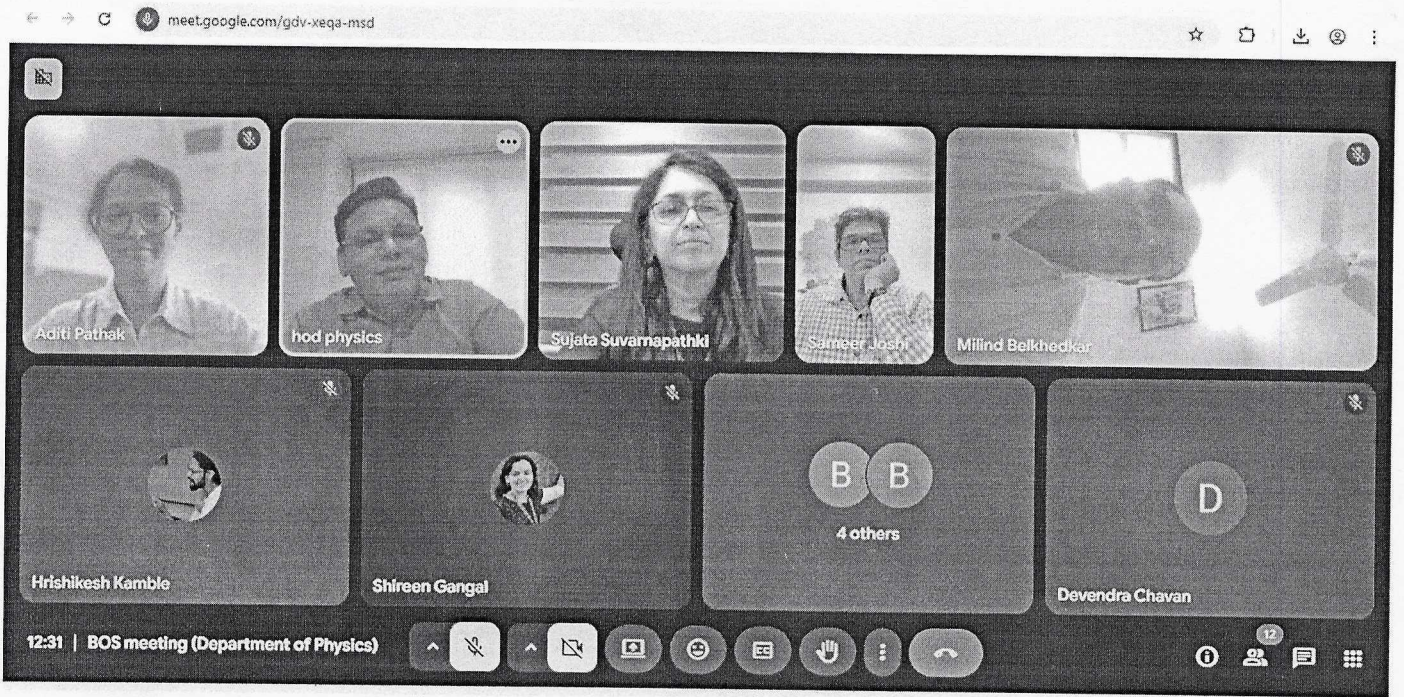 meet.google.com/gdv-xeqa-msd
Aditi Pathak
hod physics
Sujata Suvarnapathki
Sameer Joshi
Milind Belkhedkar
B B
4 others
D
Hrishikesh Kamble
Shireen Gangal
Devendra Chavan
12:31 | BOS meeting (Department of Physics)
CC
12